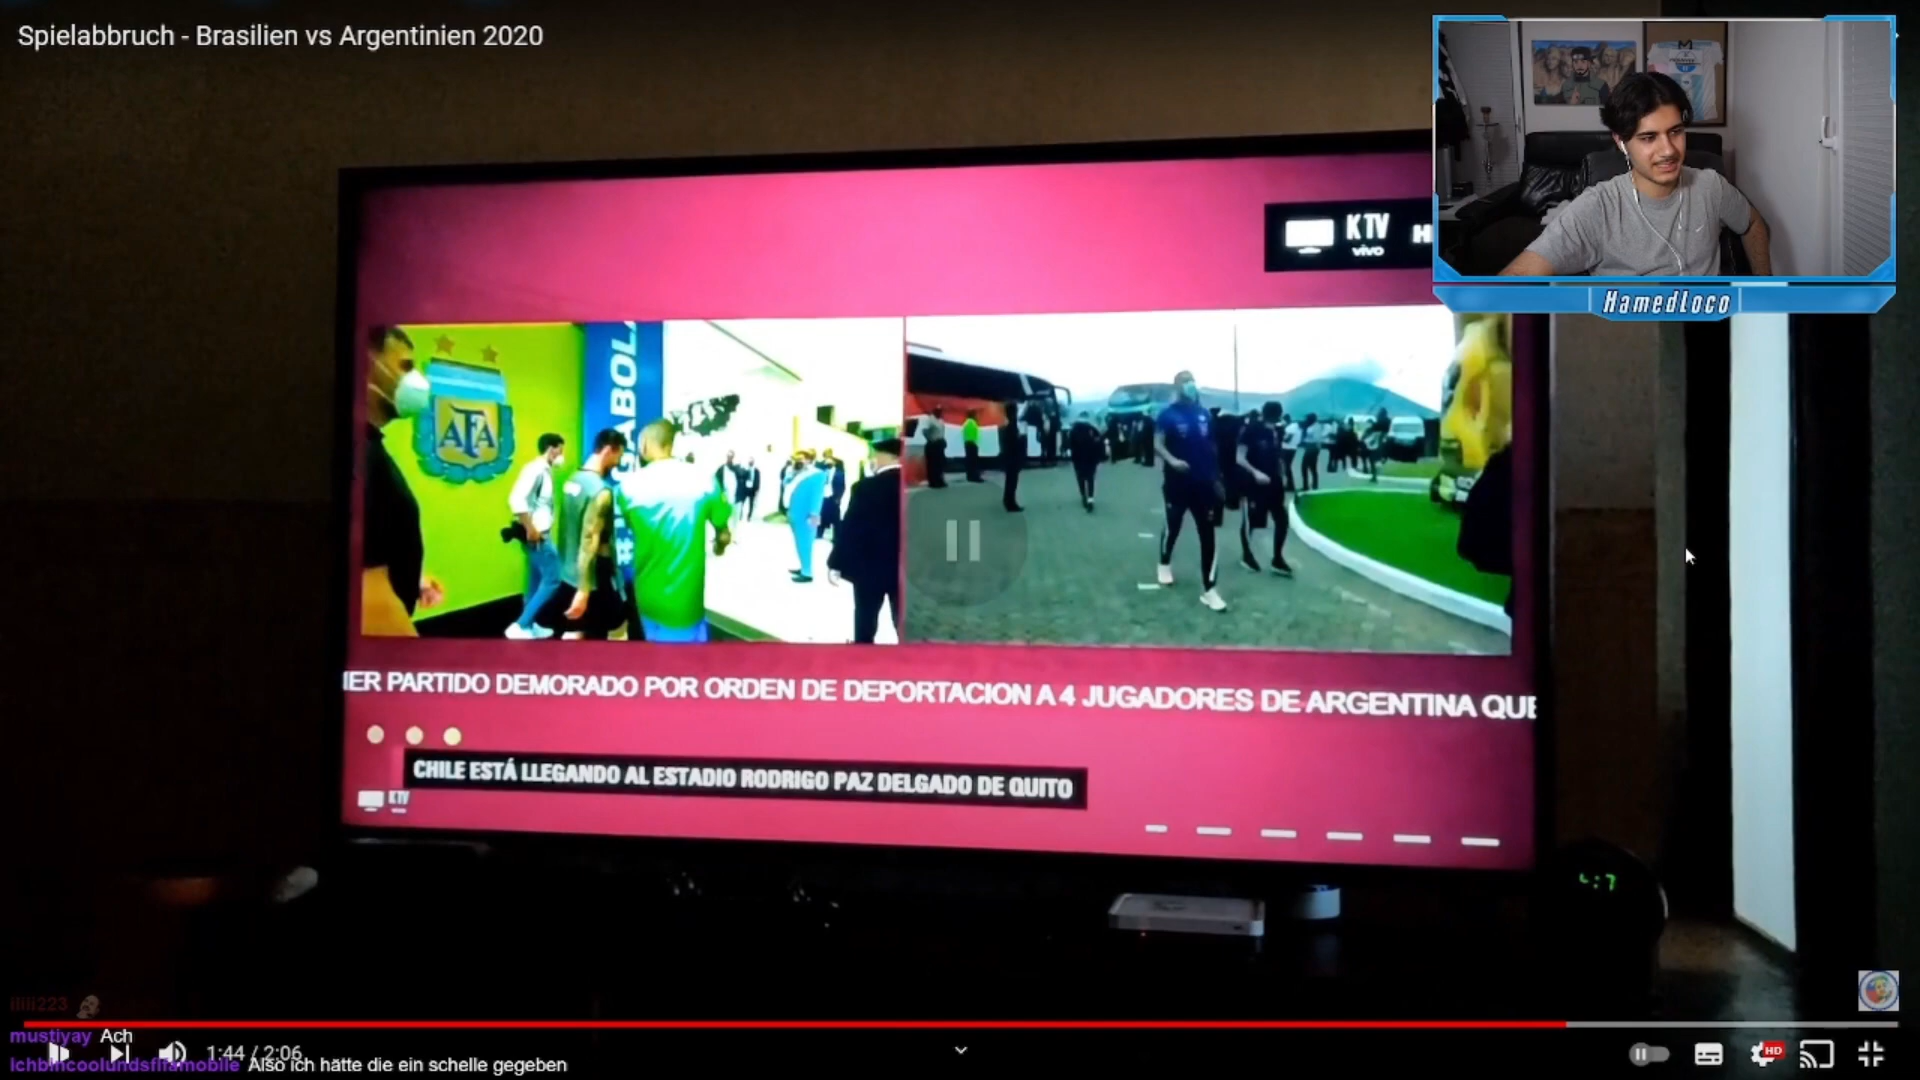 Spielabbruch - Brasilien vs Argentinien 2020
HamedLoco
K TV
vivo
AFA
PARTIDO DEMORADO POR ORDEN DE DEPORTACION A 4 JUGADORES DE ARGENTINA QUE
CHILE ESTÁ LLEGANDO AL ESTADIO RODRIGO PAZ DELGADO DE QUITO
KTV
mustiyay Ach
1:44 / 2:06
Also ich hätte die ein schelle gegeben
HD